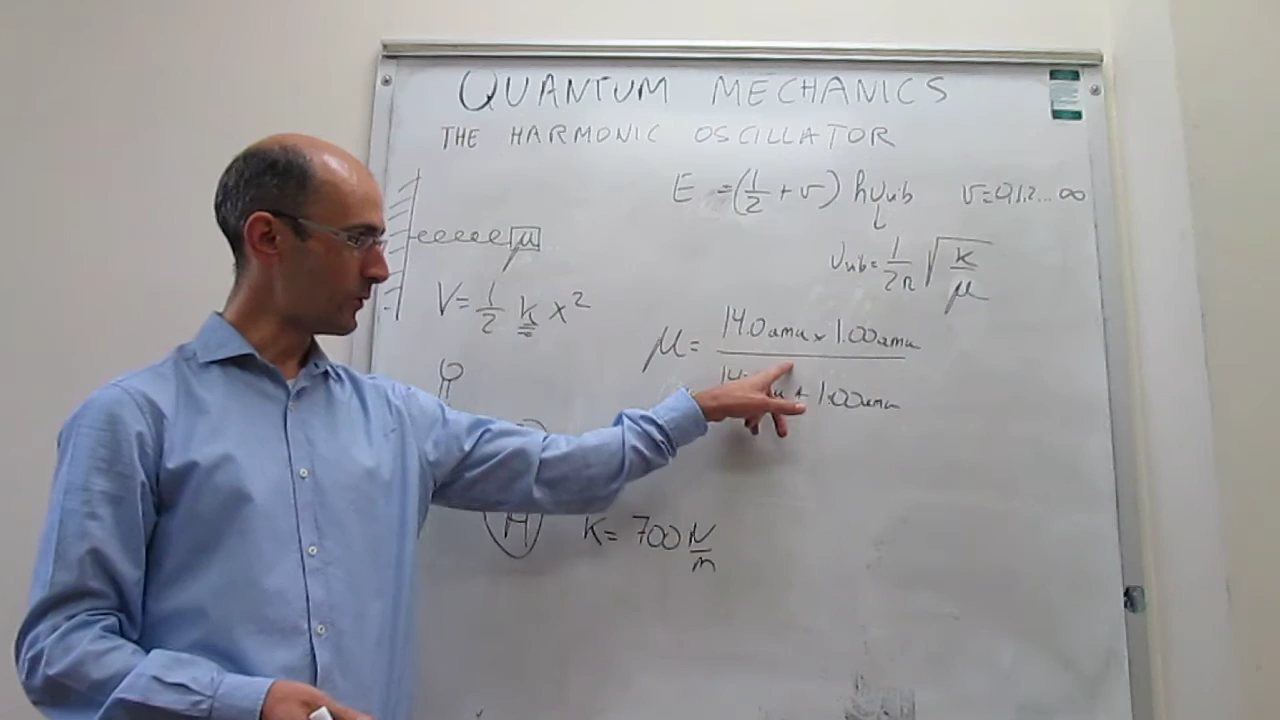 QUANTUM MECHANICS
THE HARMONIC OSCILLATOR
E =(1/2 + v) hνvib v=0,1,2...∞
νvib=1/2π √k/μ
μ
V=1/2 k x²
μ= 14.0amu x 1.00amu
+ 1.00amu
H
K= 700 N/m